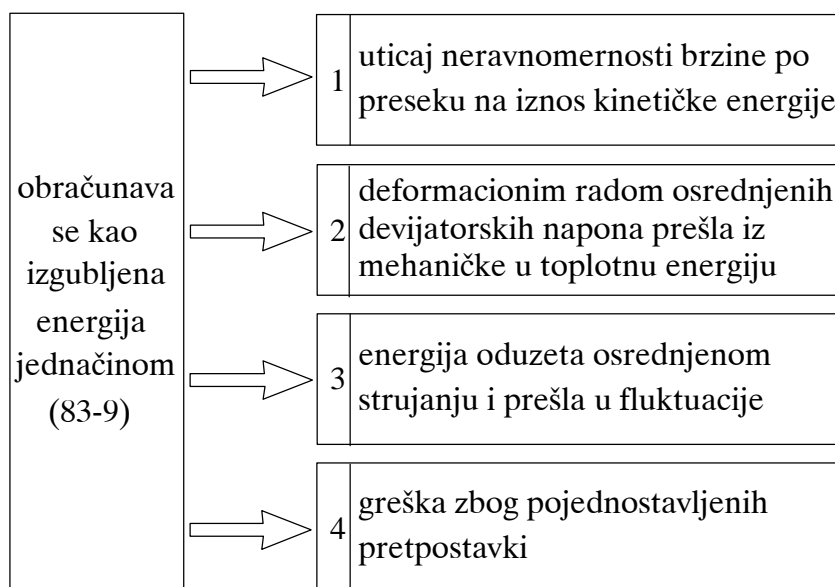 obračunava
se kao
izgubljena
energija
jednačinom
(83-9)
1
uticaj neravnomernosti brzine po
preseku na iznos kinetičke energije
2
deformacionim radom osrednjenih
devijatorskih napona prešla iz
mehaničke u toplotnu energiju
3
energija oduzeta osrednjenom
strujanju i prešla u fluktuacije
4
greška zbog pojednostavljenih
pretpostavki